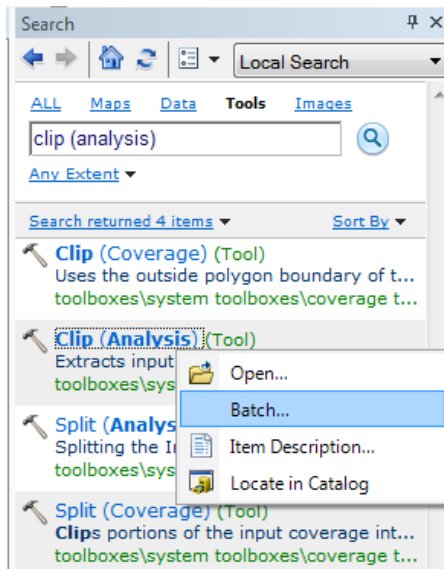 Search
Local Search
ALL Maps Data Tools Images
clip (analysis)
Any Extent
Search returned 4 items Sort By
Clip (Coverage) (Tool)
Uses the outside polygon boundary of t...
toolboxes\system toolboxes\coverage t...
Clip (Analysis) (Tool)
Extracts input
toolboxes\sys
Open...
Batch...
Item Description...
Locate in Catalog
Split (Analys
Splitting the I
toolboxes\sys
Split (Coverage) (Tool)
Clips portions of the input coverage int...
toolboxes\system toolboxes\coverage t...